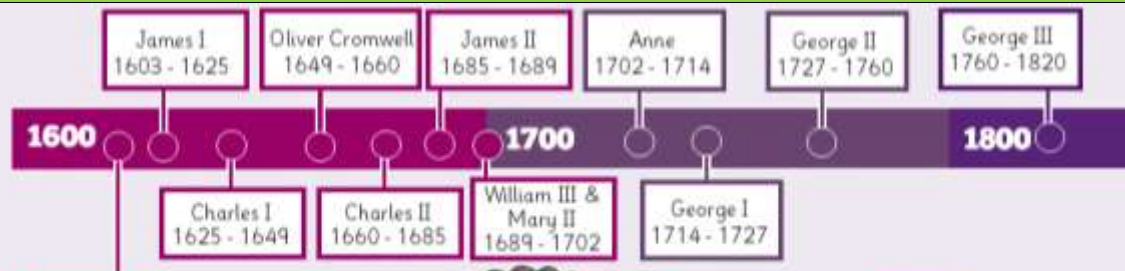 James I
1603 - 1625
Oliver Cromwell
1649 - 1660
James II
1685 - 1689
Anne
1702 - 1714
George II
1727 - 1760
George III
1760 - 1820
1600
1700
1800
Charles I
1625 - 1649
Charles II
1660 - 1685
William III &
Mary II
1689 - 1702
George I
1714 - 1727